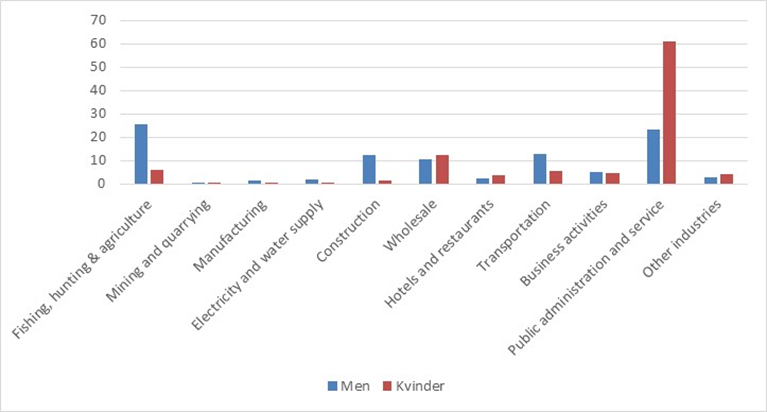 70
60
50
40
30
20
10
0
Fishing, hunting & agriculture
Mining and quarrying
Manufacturing
Electricity and water supply
Construction
Wholesale
Hotels and restaurants
Transportation
Business activities
Public administration and service
Other industries
Men
Kvinder